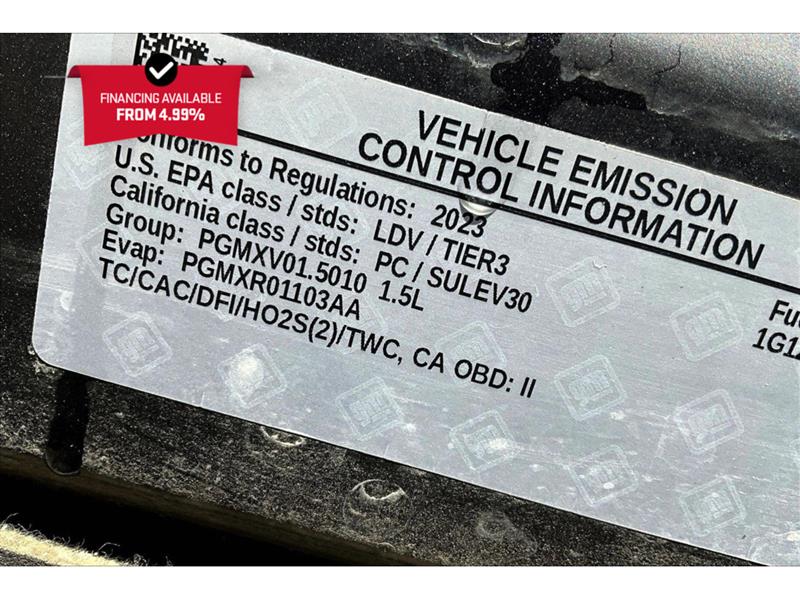 FINANCING AVAILABLE
FROM 4.99%
4
VEHICLE EMISSION
CONTROL INFORMATION
onforms to Regulations: 2023
U.S. EPA class / stds: LDV / TIER3
California class / stds: PC / SULEV30
Group: PGMXV01.5010 1.5L
Evap: PGMXR01103AA
TC/CAC/DFI/HO2S(2)/TWC, CA OBD: II
Fu
1G1